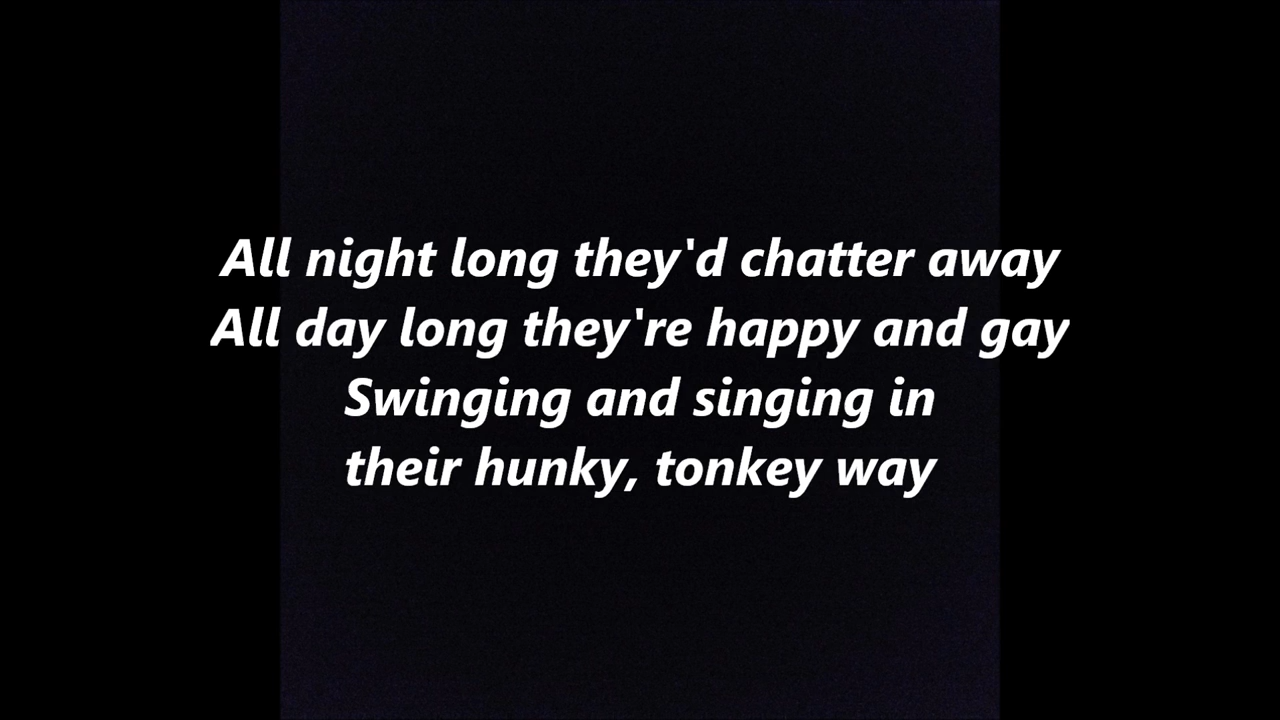 All night long they'd chatter away
All day long they're happy and gay
Swinging and singing in
their hunky, tonkey way